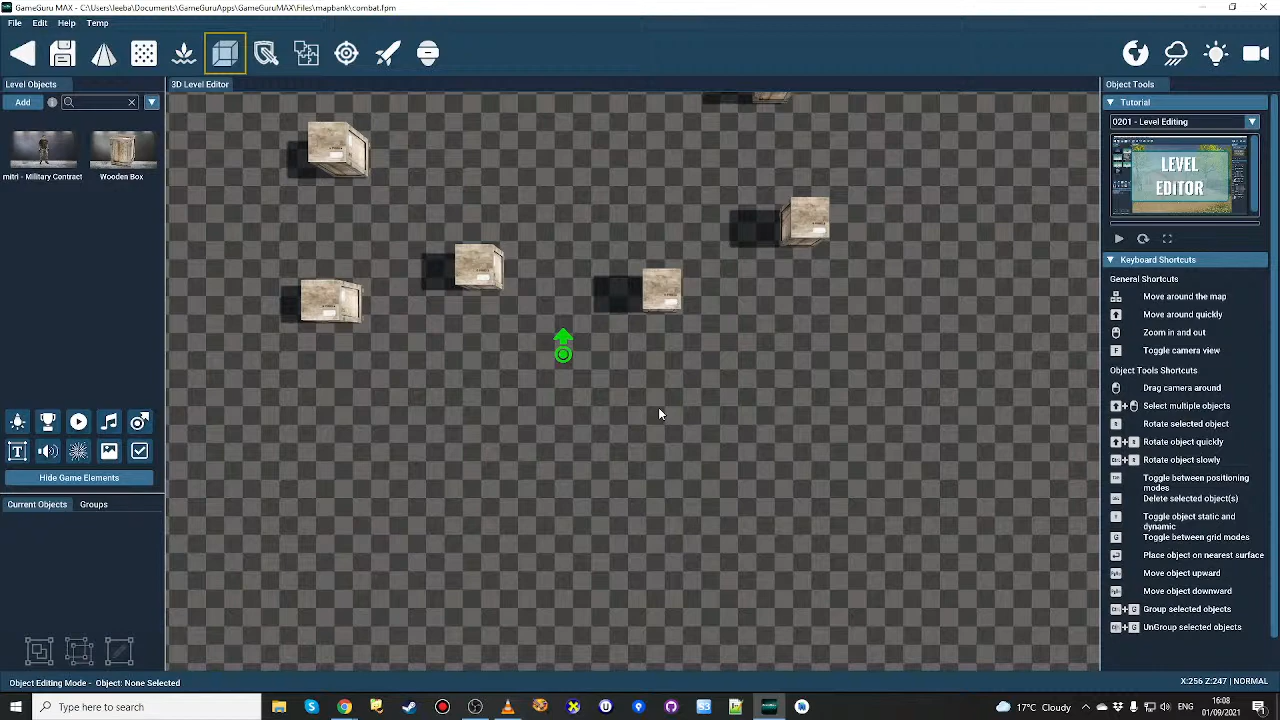 GameGuru MAX - C:\Users\leeba\Documents\GameGuruApps\GameGuruMAX\Files\mapbank\combat.fpm
File Edit Help Temp
Level Objects
3D Level Editor
Object Tools
Add
Tutorial
0201 - Level Editing
LEVEL
EDITOR
mitri - Military Contract
Wooden Box
Keyboard Shortcuts
General Shortcuts
Move around the map
Move around quickly
Zoom in and out
F Toggle camera view
Object Tools Shortcuts
Drag camera around
Select multiple objects
R Rotate selected object
Rotate object quickly
Rotate object slowly
Toggle between positioning
modes
Delete selected object(s)
Toggle object static and
dynamic
G Toggle between grid modes
Place object on nearest surface
Move object upward
Move object downward
Group selected objects
UnGroup selected objects
Hide Game Elements
Current Objects Groups
Object Editing Mode - Object: None Selected
X:256 Z:247 | NORMAL
Type here to search
17°C Cloudy
16:08
01/09/2021